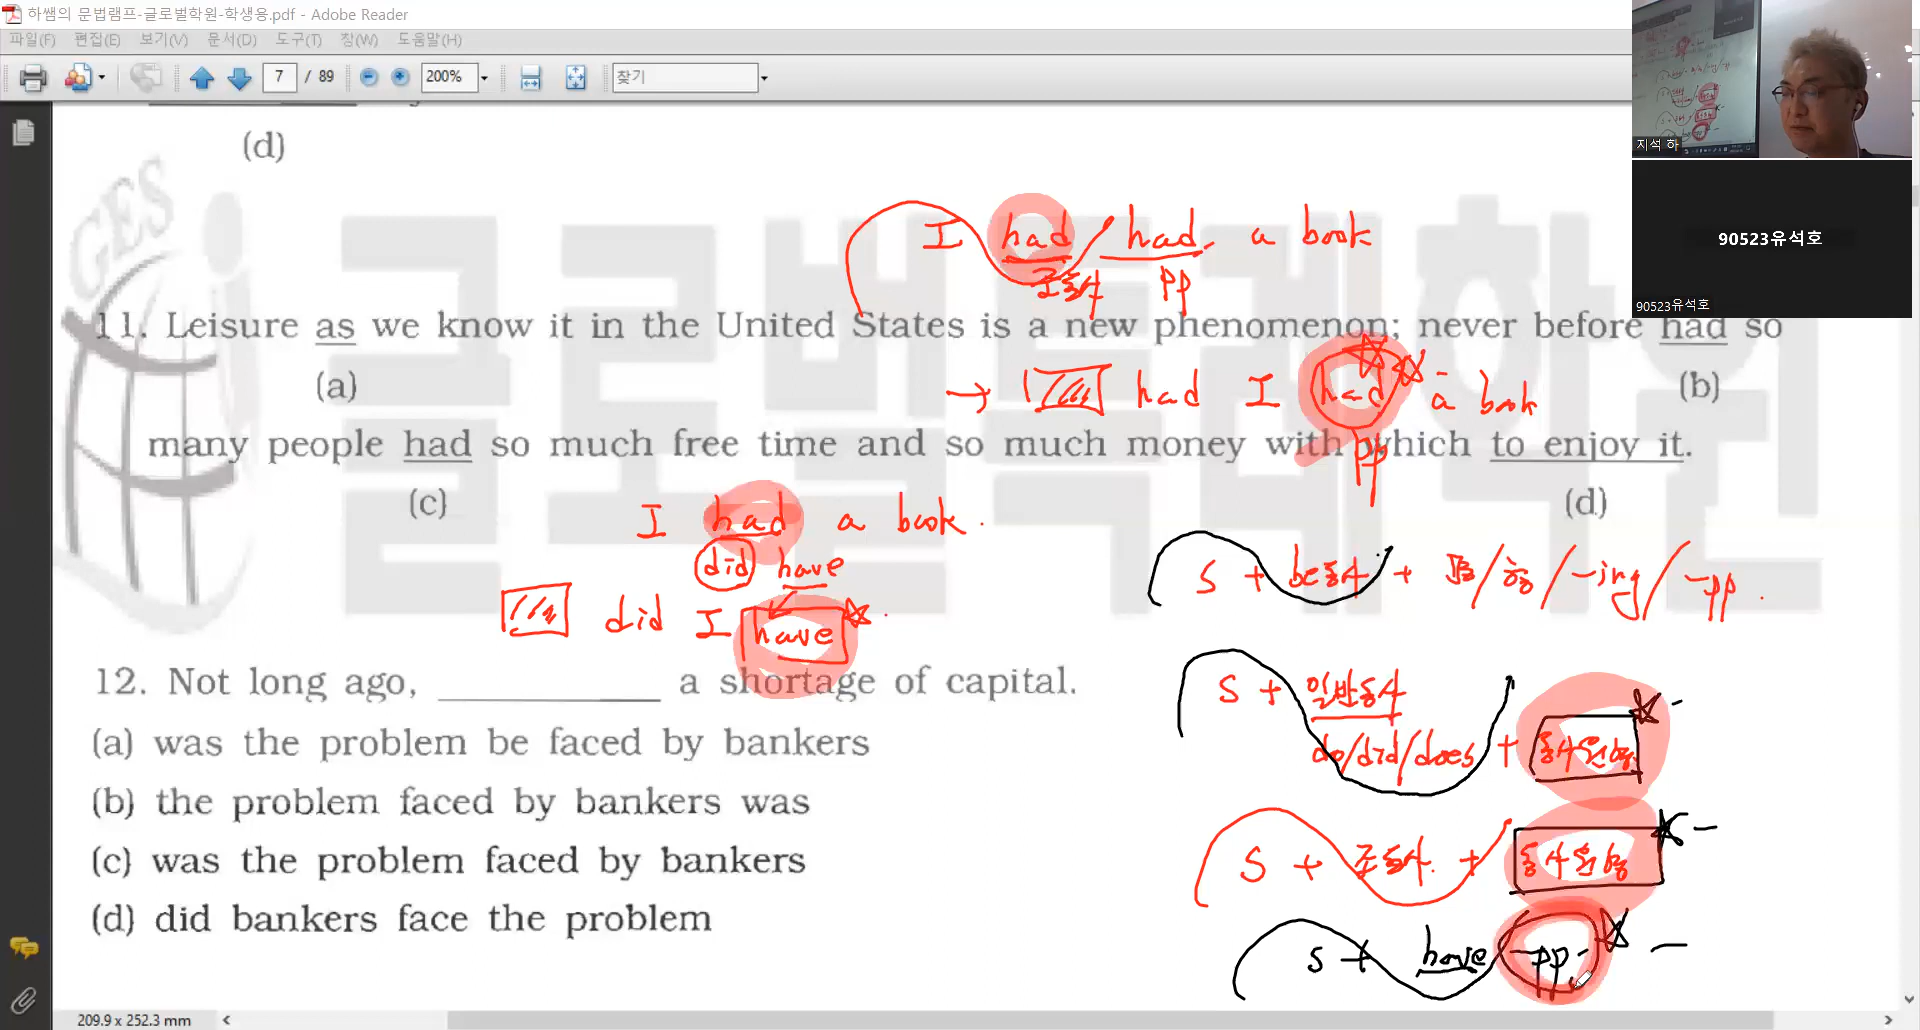 하쌤의 문법램프-글로벌학원-학생용.pdf - Adobe Reader
파일(F) 편집(E) 보기(V) 문서(D) 도구(T) 창(W) 도움말(H)
7 / 89 200% 찾기
지석 하
90523유석호
90523유석호
(d)
GES
글로벌특례학원
I had / had a book
조동사 pp
11. Leisure as we know it in the United States is a new phenomenon; never before had so
(a) (b)
→ had I had a book
pp
many people had so much free time and so much money with which to enjoy it.
(c) (d)
I had a book.
did have
did I have
S + be동사 + 명/형/-ing/-pp.
12. Not long ago, ____________ a shortage of capital.
S + 일반동사
do/did/does + 동사원형
(a) was the problem be faced by bankers
(b) the problem faced by bankers was
(c) was the problem faced by bankers
(d) did bankers face the problem
S + 조동사 + 동사원형
S + have -pp-
209.9 x 252.3 mm